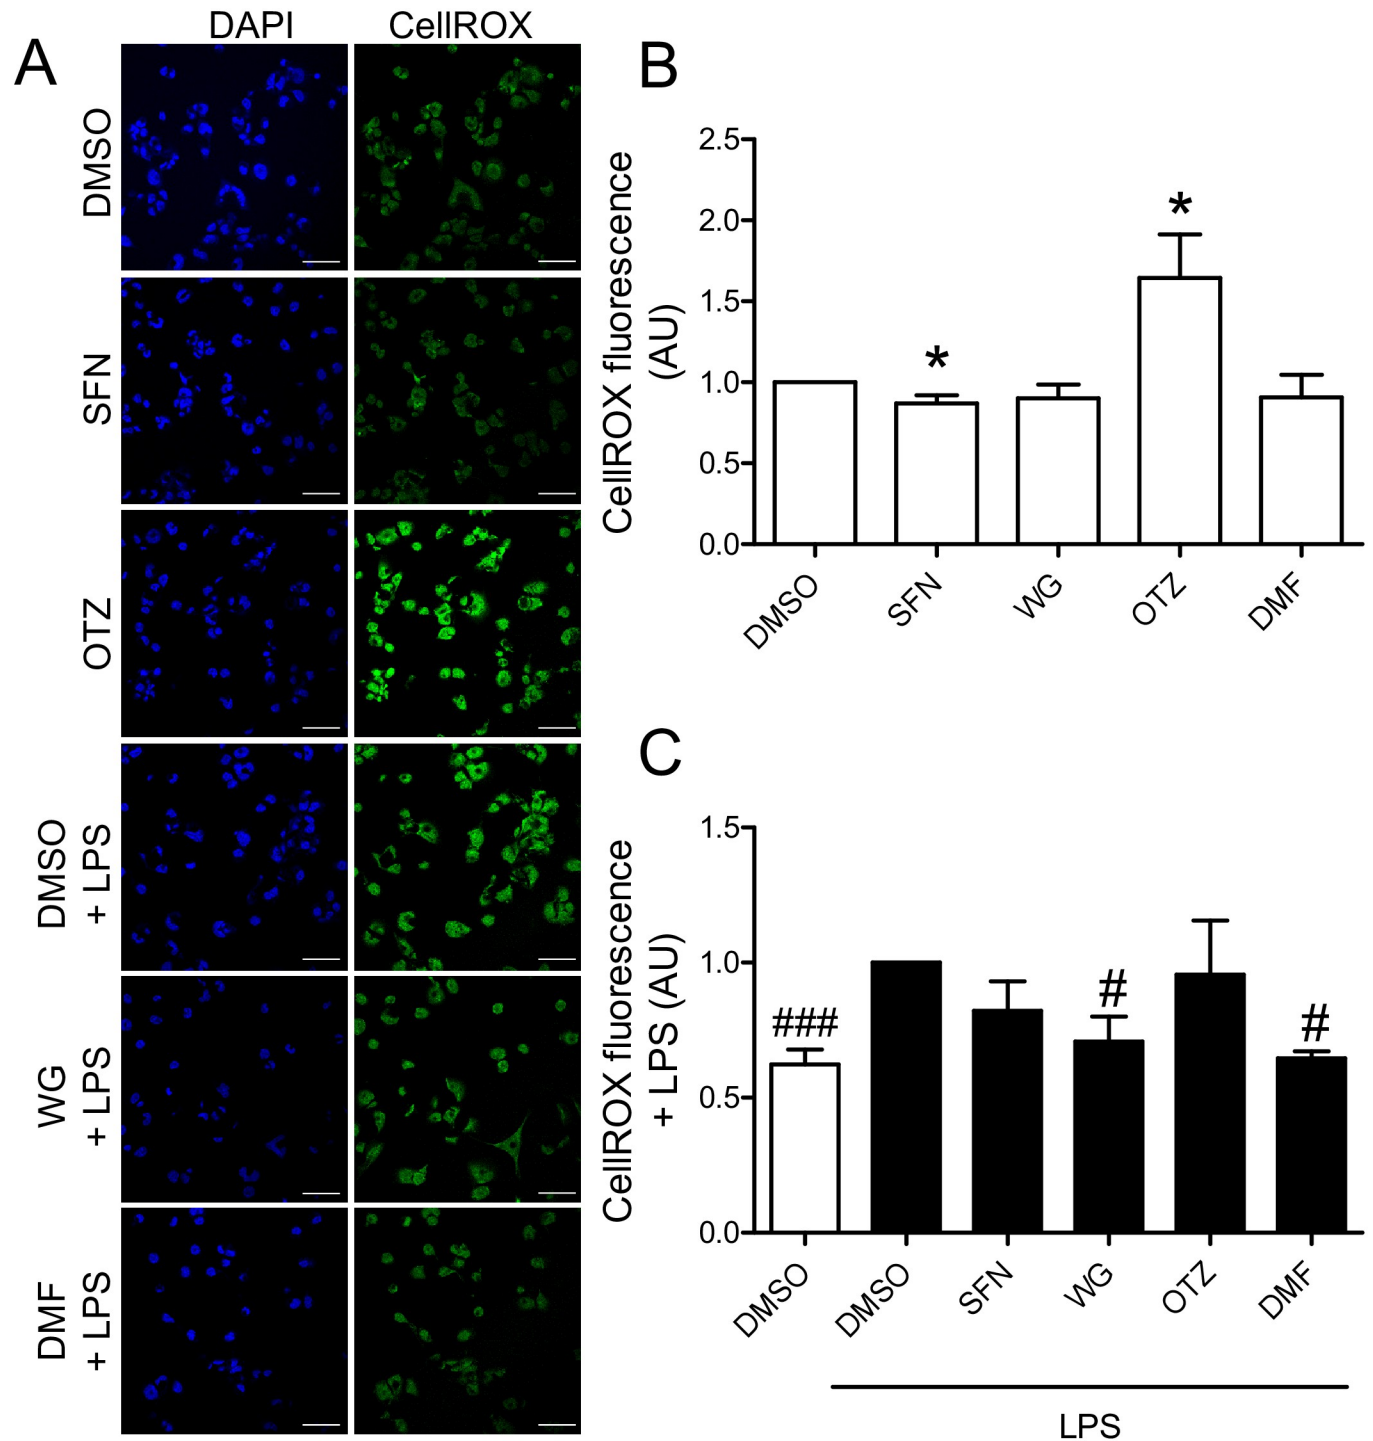 A
DAPI
CellROX
DMSO
SFN
OTZ
DMSO
+ LPS
WG
+ LPS
DMF
+ LPS
B
CellROX fluorescence
(AU)
2.5
2.0
1.5
1.0
0.5
0.0
*
*
DMSO
SFN
WG
OTZ
DMF
C
CellROX fluorescence
+ LPS (AU)
1.5
1.0
0.5
0.0
###
#
#
DMSO
DMSO
SFN
WG
OTZ
DMF
LPS